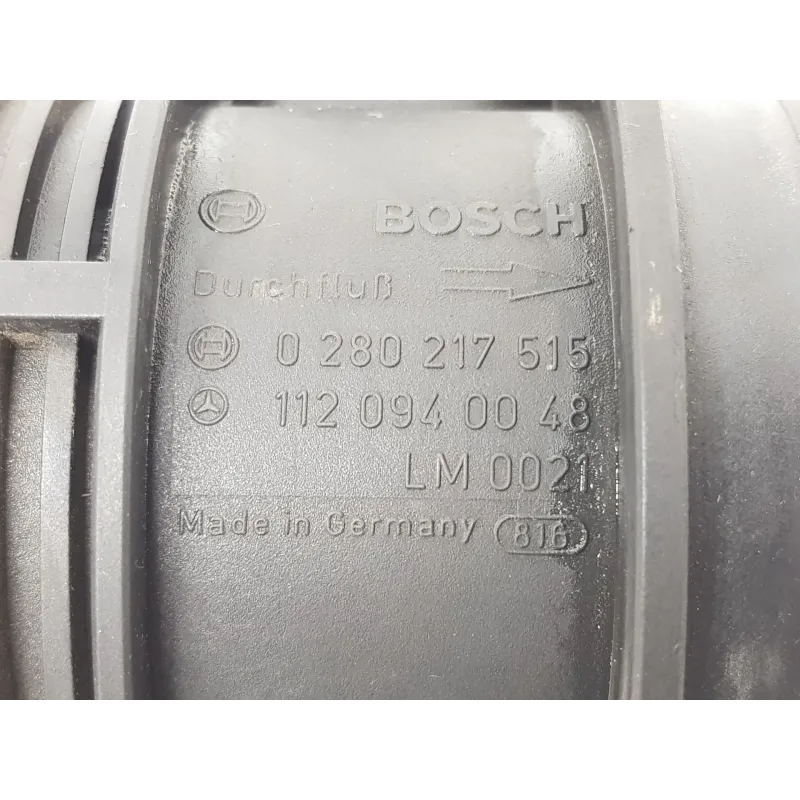 BOSCH
Durchfluß
0 280 217 515
112 094 00 48
LM 0021
Made in Germany 816